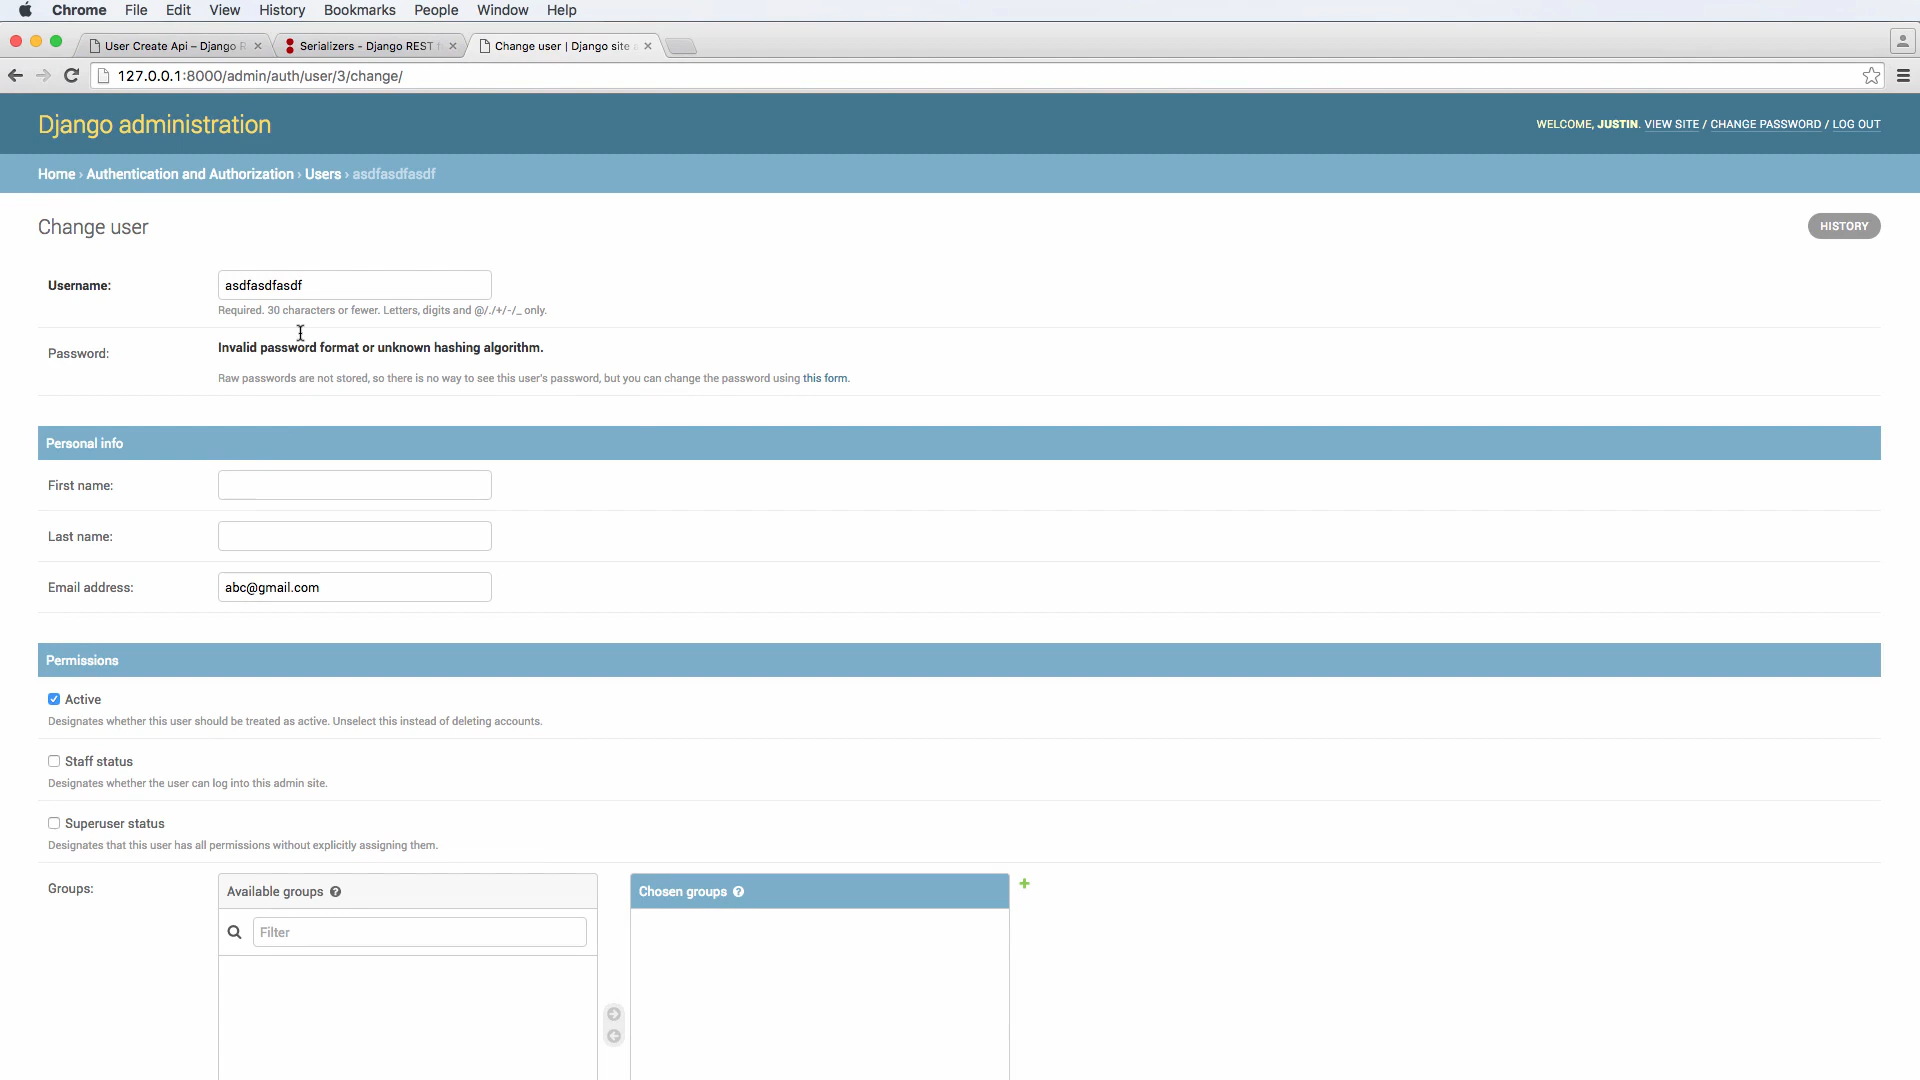 Chrome File Edit View History Bookmarks People Window Help
User Create Api – Django R
Serializers - Django REST f
Change user | Django site a
127.0.0.1:8000/admin/auth/user/3/change/
Django administration
WELCOME, JUSTIN. VIEW SITE / CHANGE PASSWORD / LOG OUT
Home › Authentication and Authorization › Users › asdfasdfasdf
Change user
HISTORY
Username:
asdfasdfasdf
Required. 30 characters or fewer. Letters, digits and @/./+/-/_ only.
Password:
Invalid password format or unknown hashing algorithm.
Raw passwords are not stored, so there is no way to see this user's password, but you can change the password using this form.
Personal info
First name:
Last name:
Email address:
abc@gmail.com
Permissions
Active
Designates whether this user should be treated as active. Unselect this instead of deleting accounts.
Staff status
Designates whether the user can log into this admin site.
Superuser status
Designates that this user has all permissions without explicitly assigning them.
Groups:
Available groups ?
Chosen groups ?
Filter